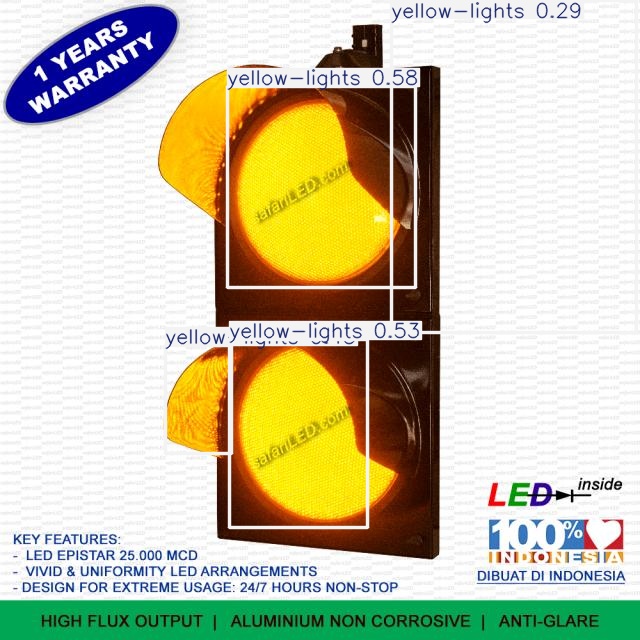 yellow-lights 0.29
1 YEARS
WARRANTY
yellow-lights 0.58
safariLED.com
yellow-lights 0.53
yellow
safariLED.com
LED inside
100%
INDONESIA
DIBUAT DI INDONESIA
KEY FEATURES:
- LED EPISTAR 25.000 MCD
- VIVID & UNIFORMITY LED ARRANGEMENTS
- DESIGN FOR EXTREME USAGE: 24/7 HOURS NON-STOP
HIGH FLUX OUTPUT | ALUMINIUM NON CORROSIVE | ANTI-GLARE